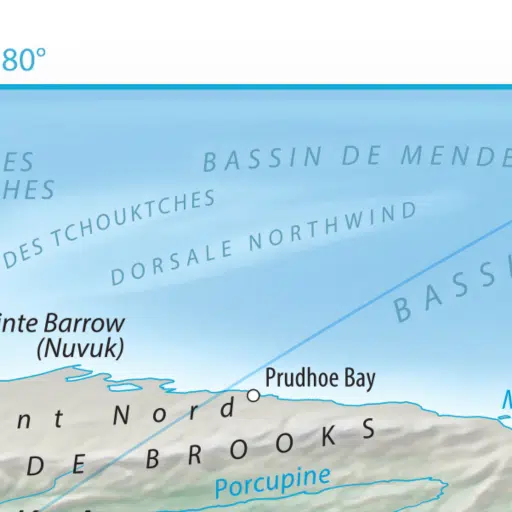 80°
ES
HES
BASSIN DE MENDE
DES TCHOUKTCHES
DORSALE NORTHWIND
BASSI
inte Barrow
(Nuvuk)
Prudhoe Bay
nt Nord
DE BROOKS
Porcupine